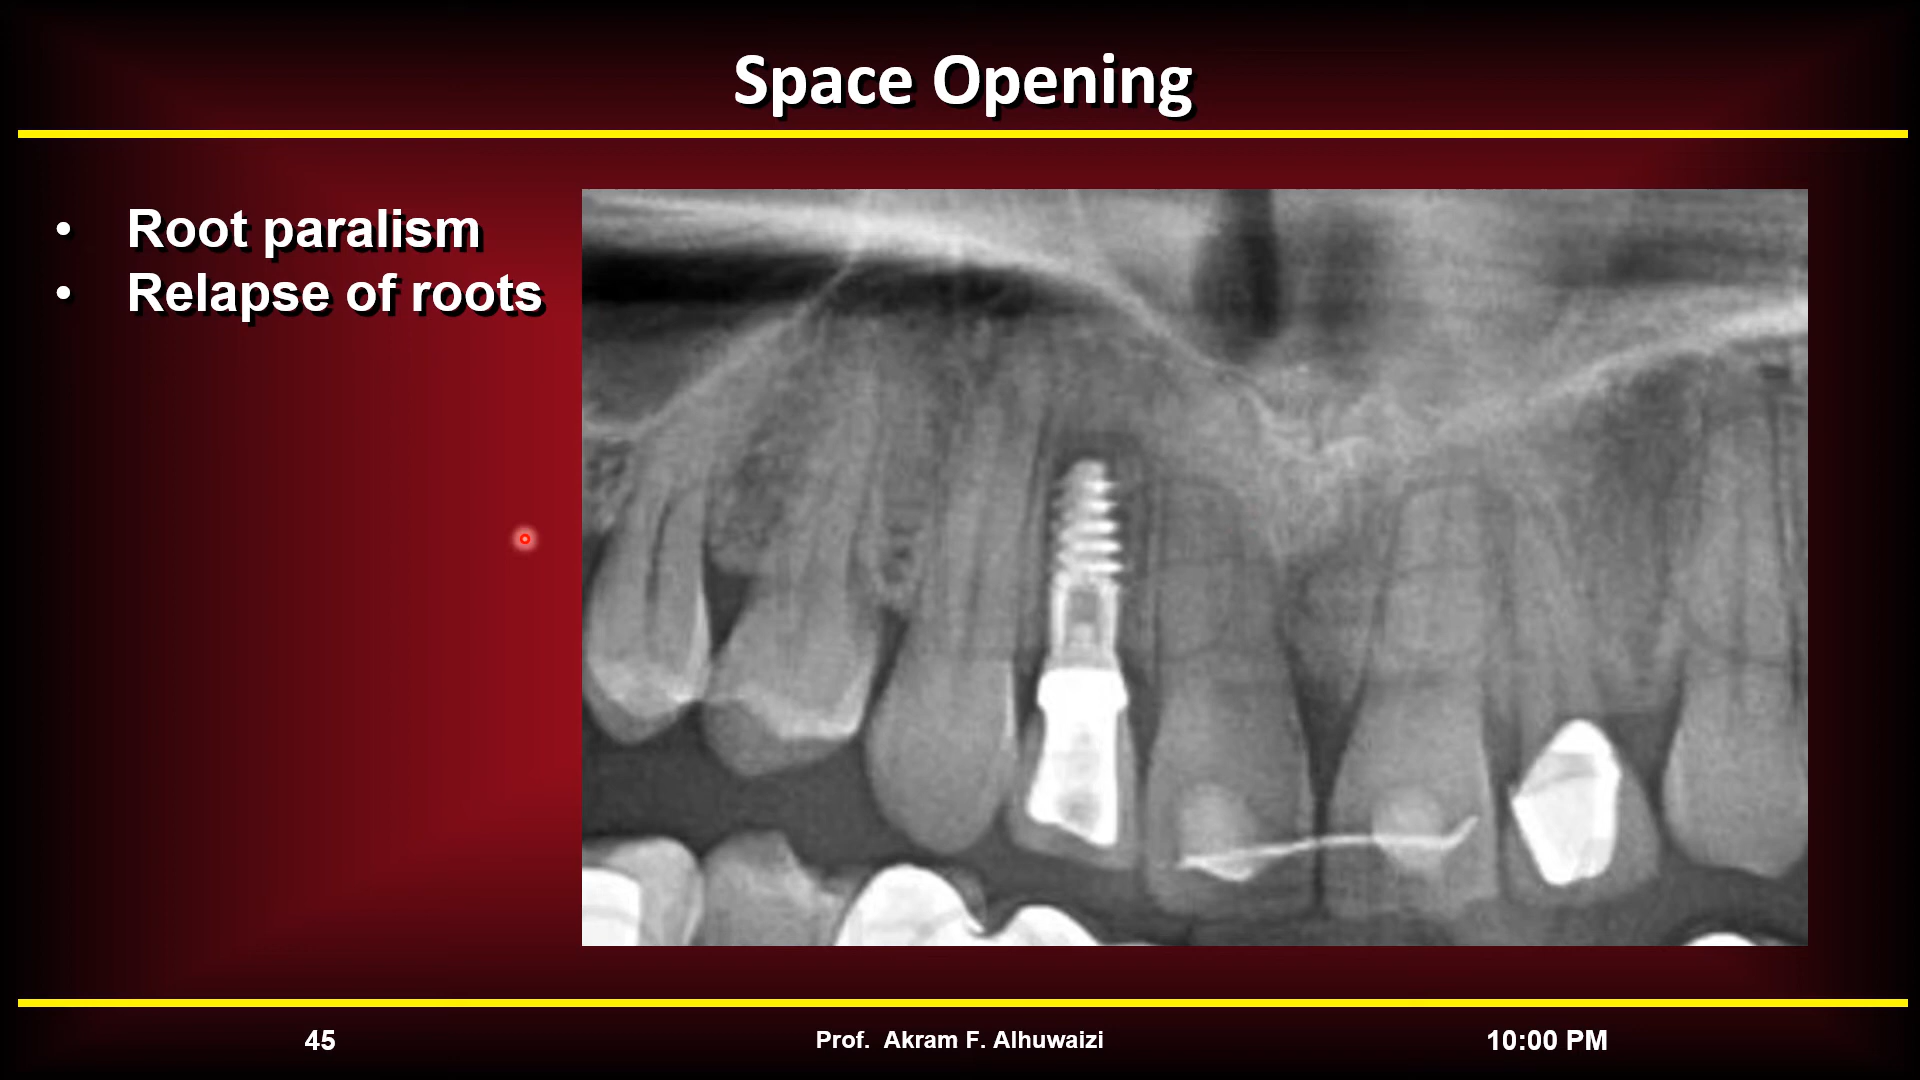 Space Opening
• Root paralism
• Relapse of roots
45
Prof. Akram F. Alhuwaizi
10:00 PM